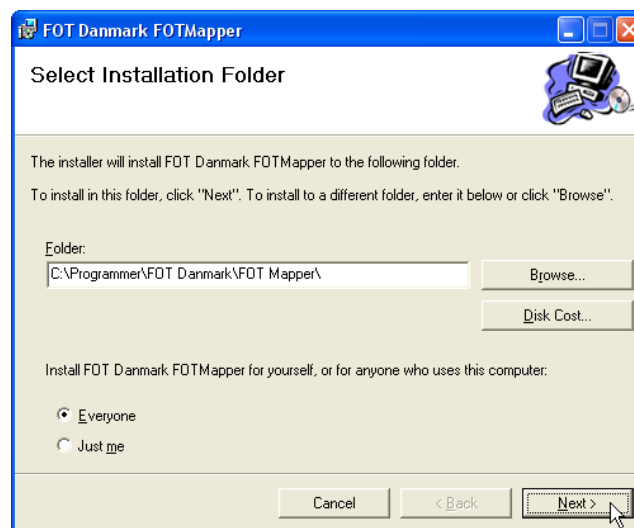 FOT Danmark FOTMapper
Select Installation Folder
The installer will install FOT Danmark FOTMapper to the following folder.
To install in this folder, click "Next". To install to a different folder, enter it below or click "Browse".
Folder:
C:\Programmer\FOT Danmark\FOT Mapper\
Browse...
Disk Cost...
Install FOT Danmark FOTMapper for yourself, or for anyone who uses this computer:
Everyone
Just me
Cancel
< Back
Next >